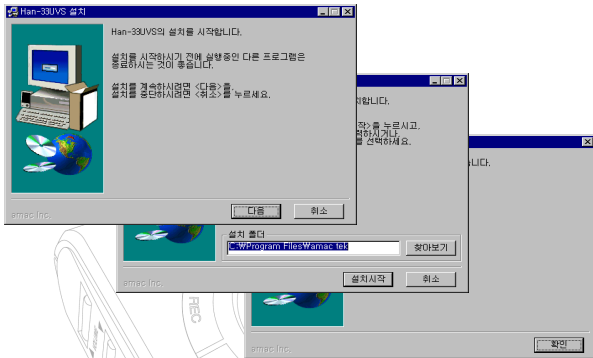 Han-33UVS 설치
Han-33UVS의 설치를 시작합니다.
설치를 시작하시기 전에 실행중인 다른 프로그램은
종료하시는 것이 좋습니다.
설치를 계속하시려면 <다음>을,
설치를 중단하시려면 <취소>를 누르세요.
amac Inc.
다음
취소
치합니다.
작>을 누르시고,
력하시거나,
를 선택하세요.
설치 폴더
C:₩Program Files₩amac tek
찾아보기
amac Inc.
설치시작
취소
니다.
amac Inc.
확인
REC